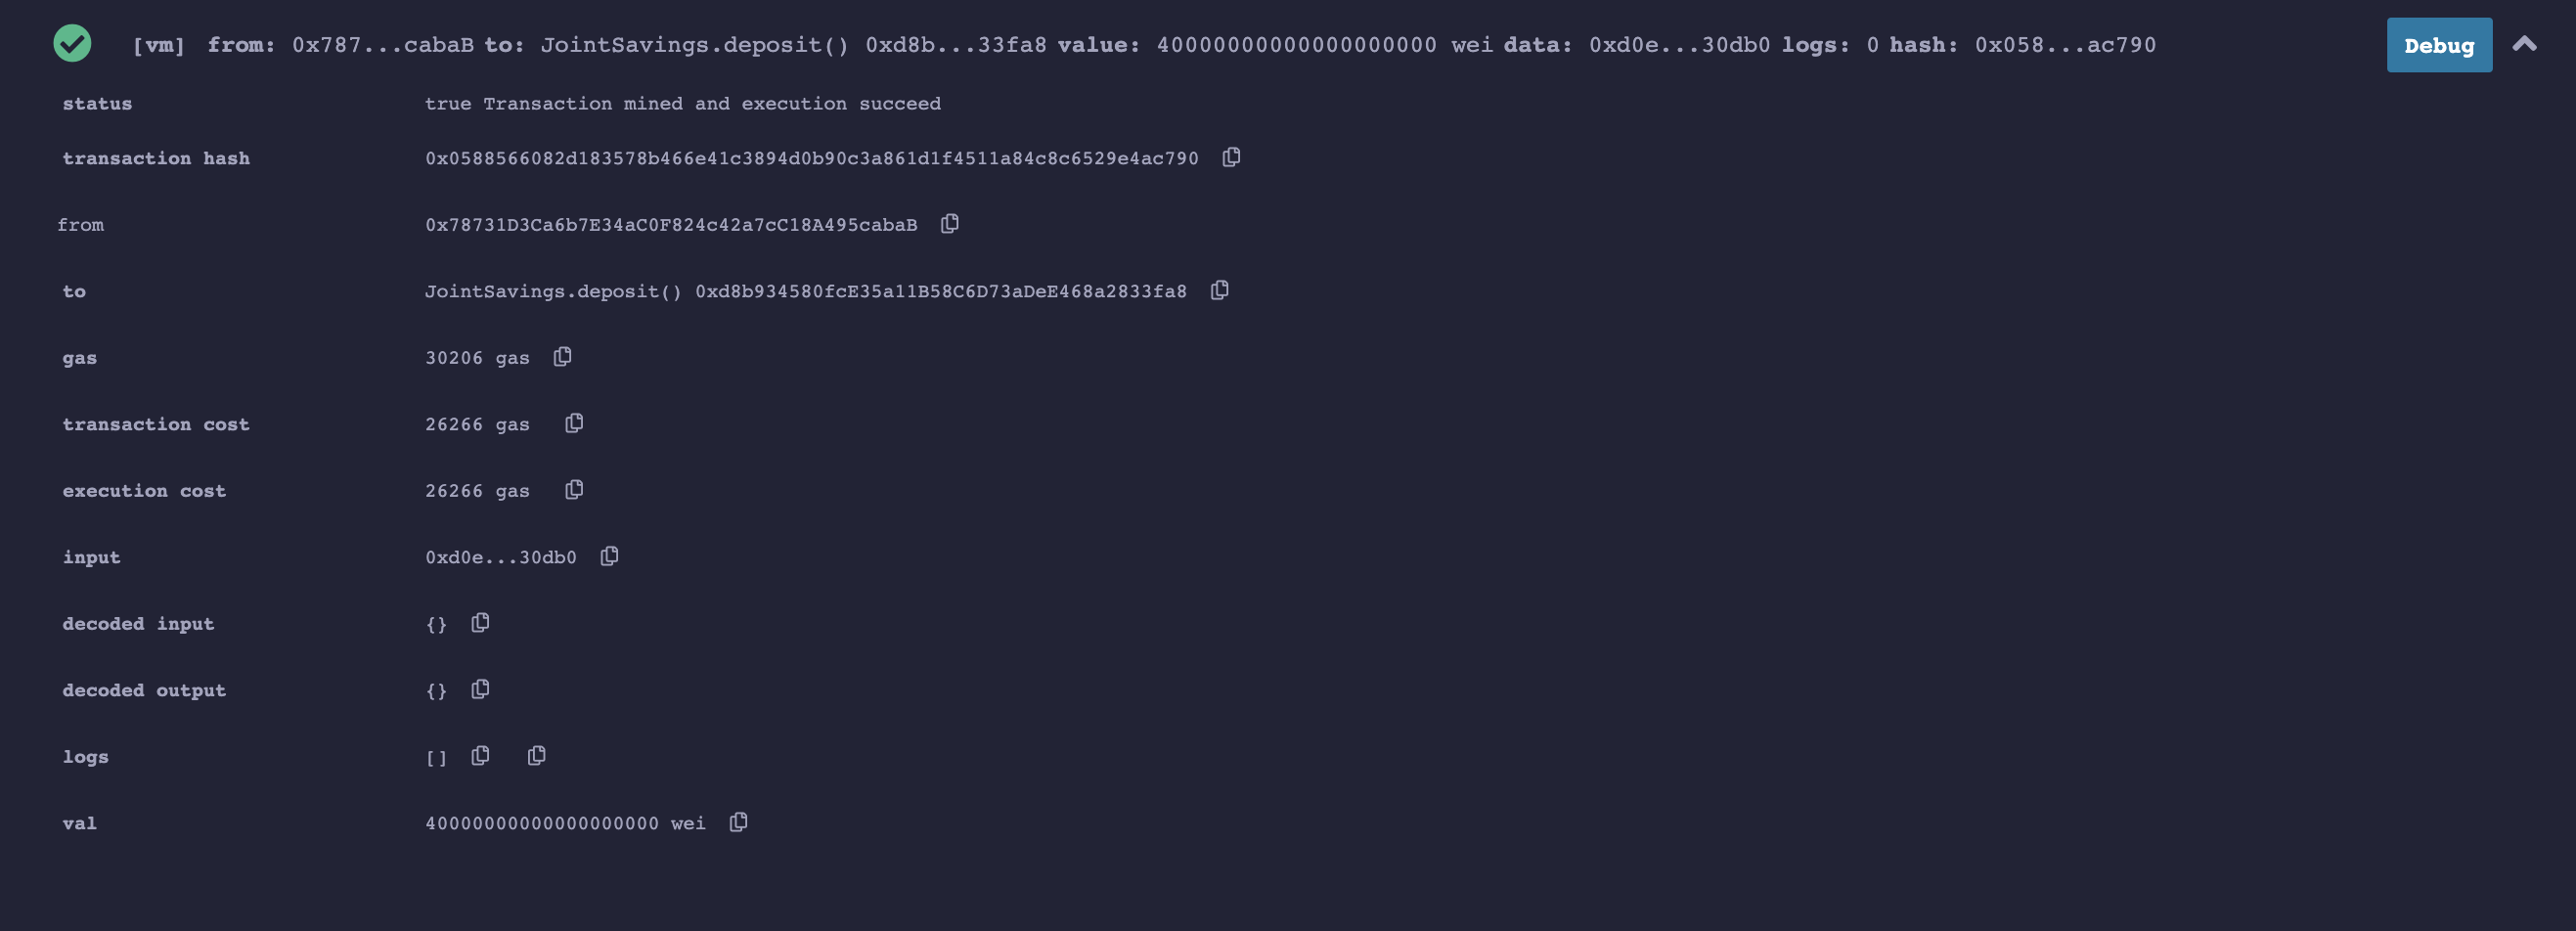 [vm] from: 0x787...cabaB to: JointSavings.deposit() 0xd8b...33fa8 value: 40000000000000000000 wei data: 0xd0e...30db0 logs: 0 hash: 0x058...ac790 Debug
status true Transaction mined and execution succeed
transaction hash 0x0588566082d183578b466e41c3894d0b90c3a861d1f4511a84c8c6529e4ac790
from 0x78731D3Ca6b7E34aC0F824c42a7cC18A495cabaB
to JointSavings.deposit() 0xd8b934580fcE35a11B58C6D73aDeE468a2833fa8
gas 30206 gas
transaction cost 26266 gas
execution cost 26266 gas
input 0xd0e...30db0
decoded input {}
decoded output {}
logs []
val 40000000000000000000 wei